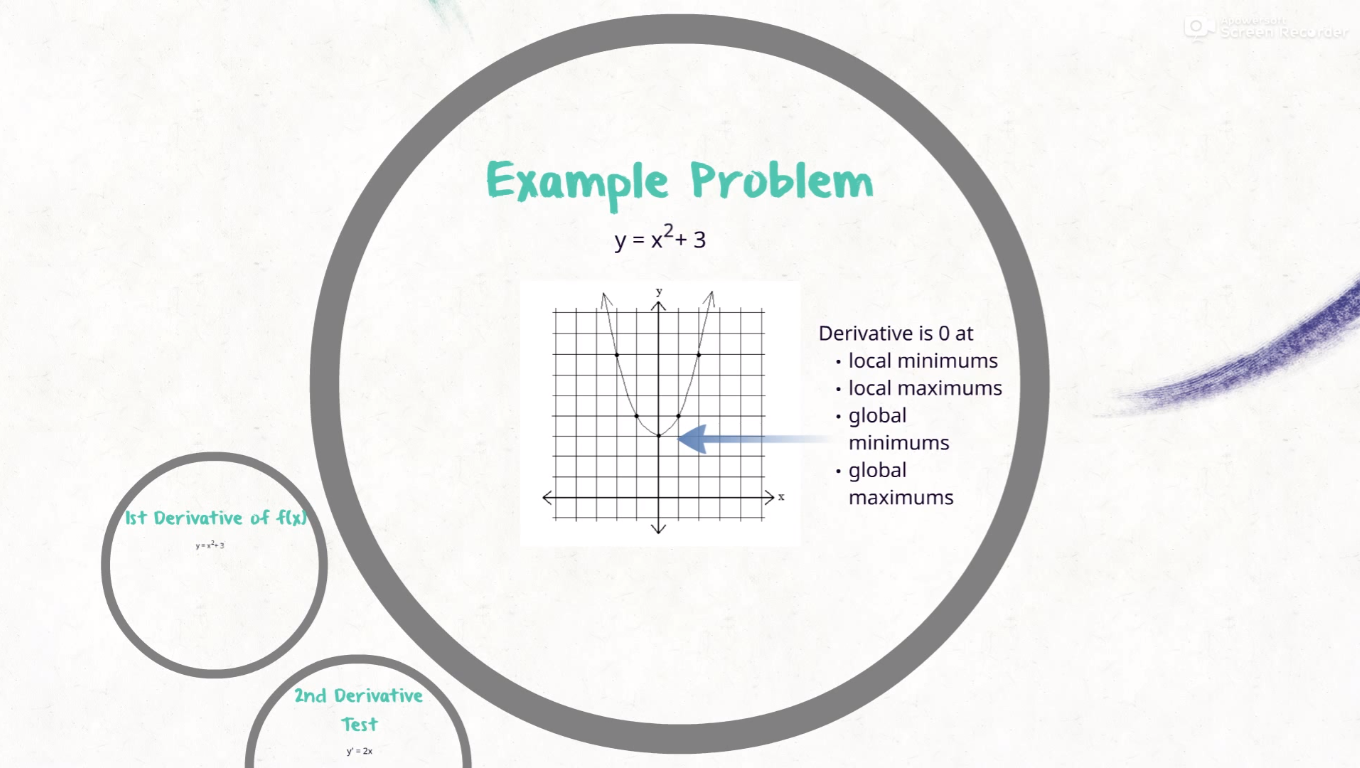 Apowersoft
Screen Recorder
Example Problem
y = x²+ 3
y
x
Derivative is 0 at
• local minimums
• local maximums
• global
minimums
• global
maximums
1st Derivative of f(x)
y = x²+ 3
2nd Derivative
Test
y' = 2x